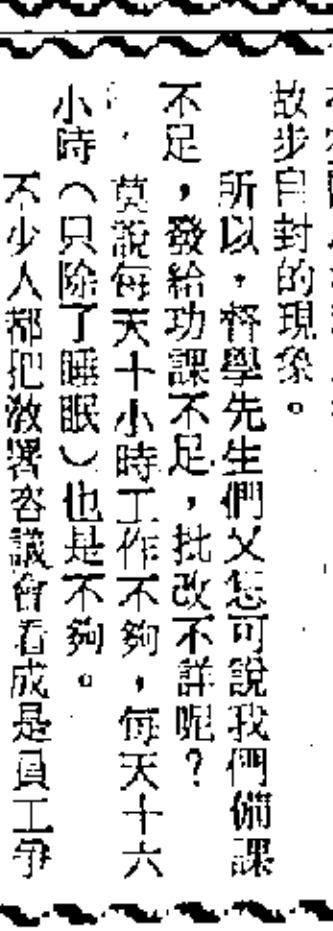 故步自封的現象。
所以，督學先生們又怎可說我們備課
不足，發給功課不足，批改不詳呢？
，莫說每天十小時工作不夠，每天十六
小時（只除了睡眠）也是不夠。
不少人都把教署咨議會看成是員工爭